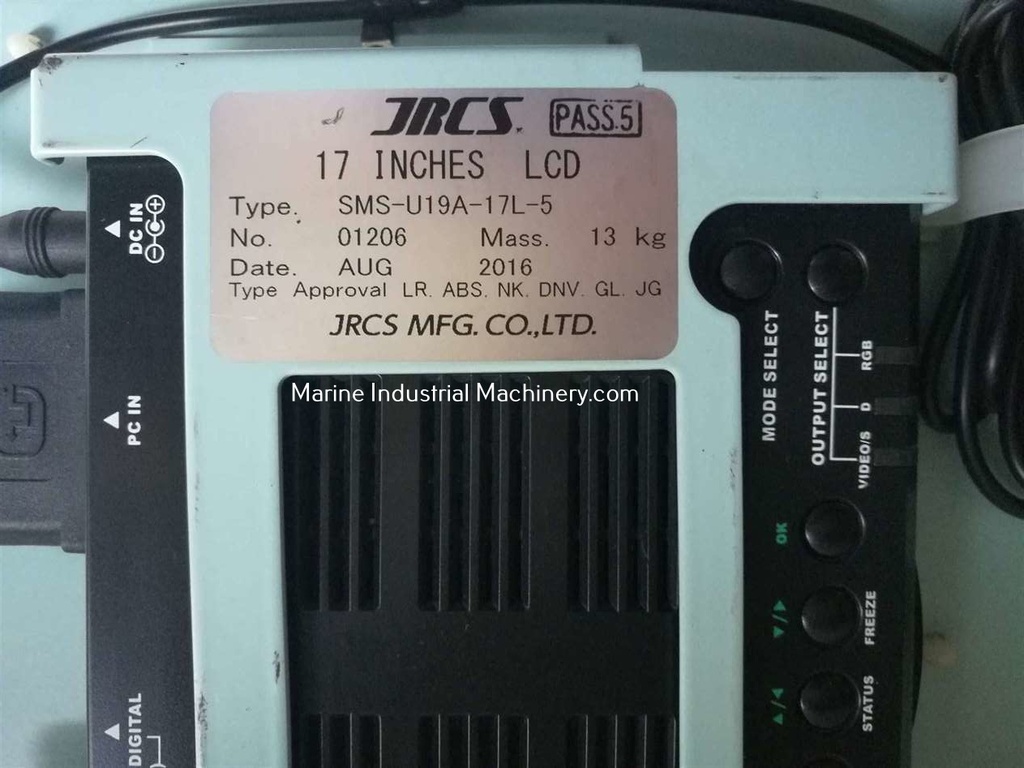 JRCS. PASS.5
17 INCHES LCD
Type. SMS-U19A-17L-5
No. 01206 Mass. 13 kg
Date. AUG 2016
Type Approval LR. ABS. NK. DNV. GL. JG
JRCS MFG. CO., LTD.
Marine Industrial Machinery.com
DC IN
PC IN
DIGITAL
MODE SELECT
OUTPUT SELECT
RGB
D
VIDEO/S
OK
FREEZE
STATUS